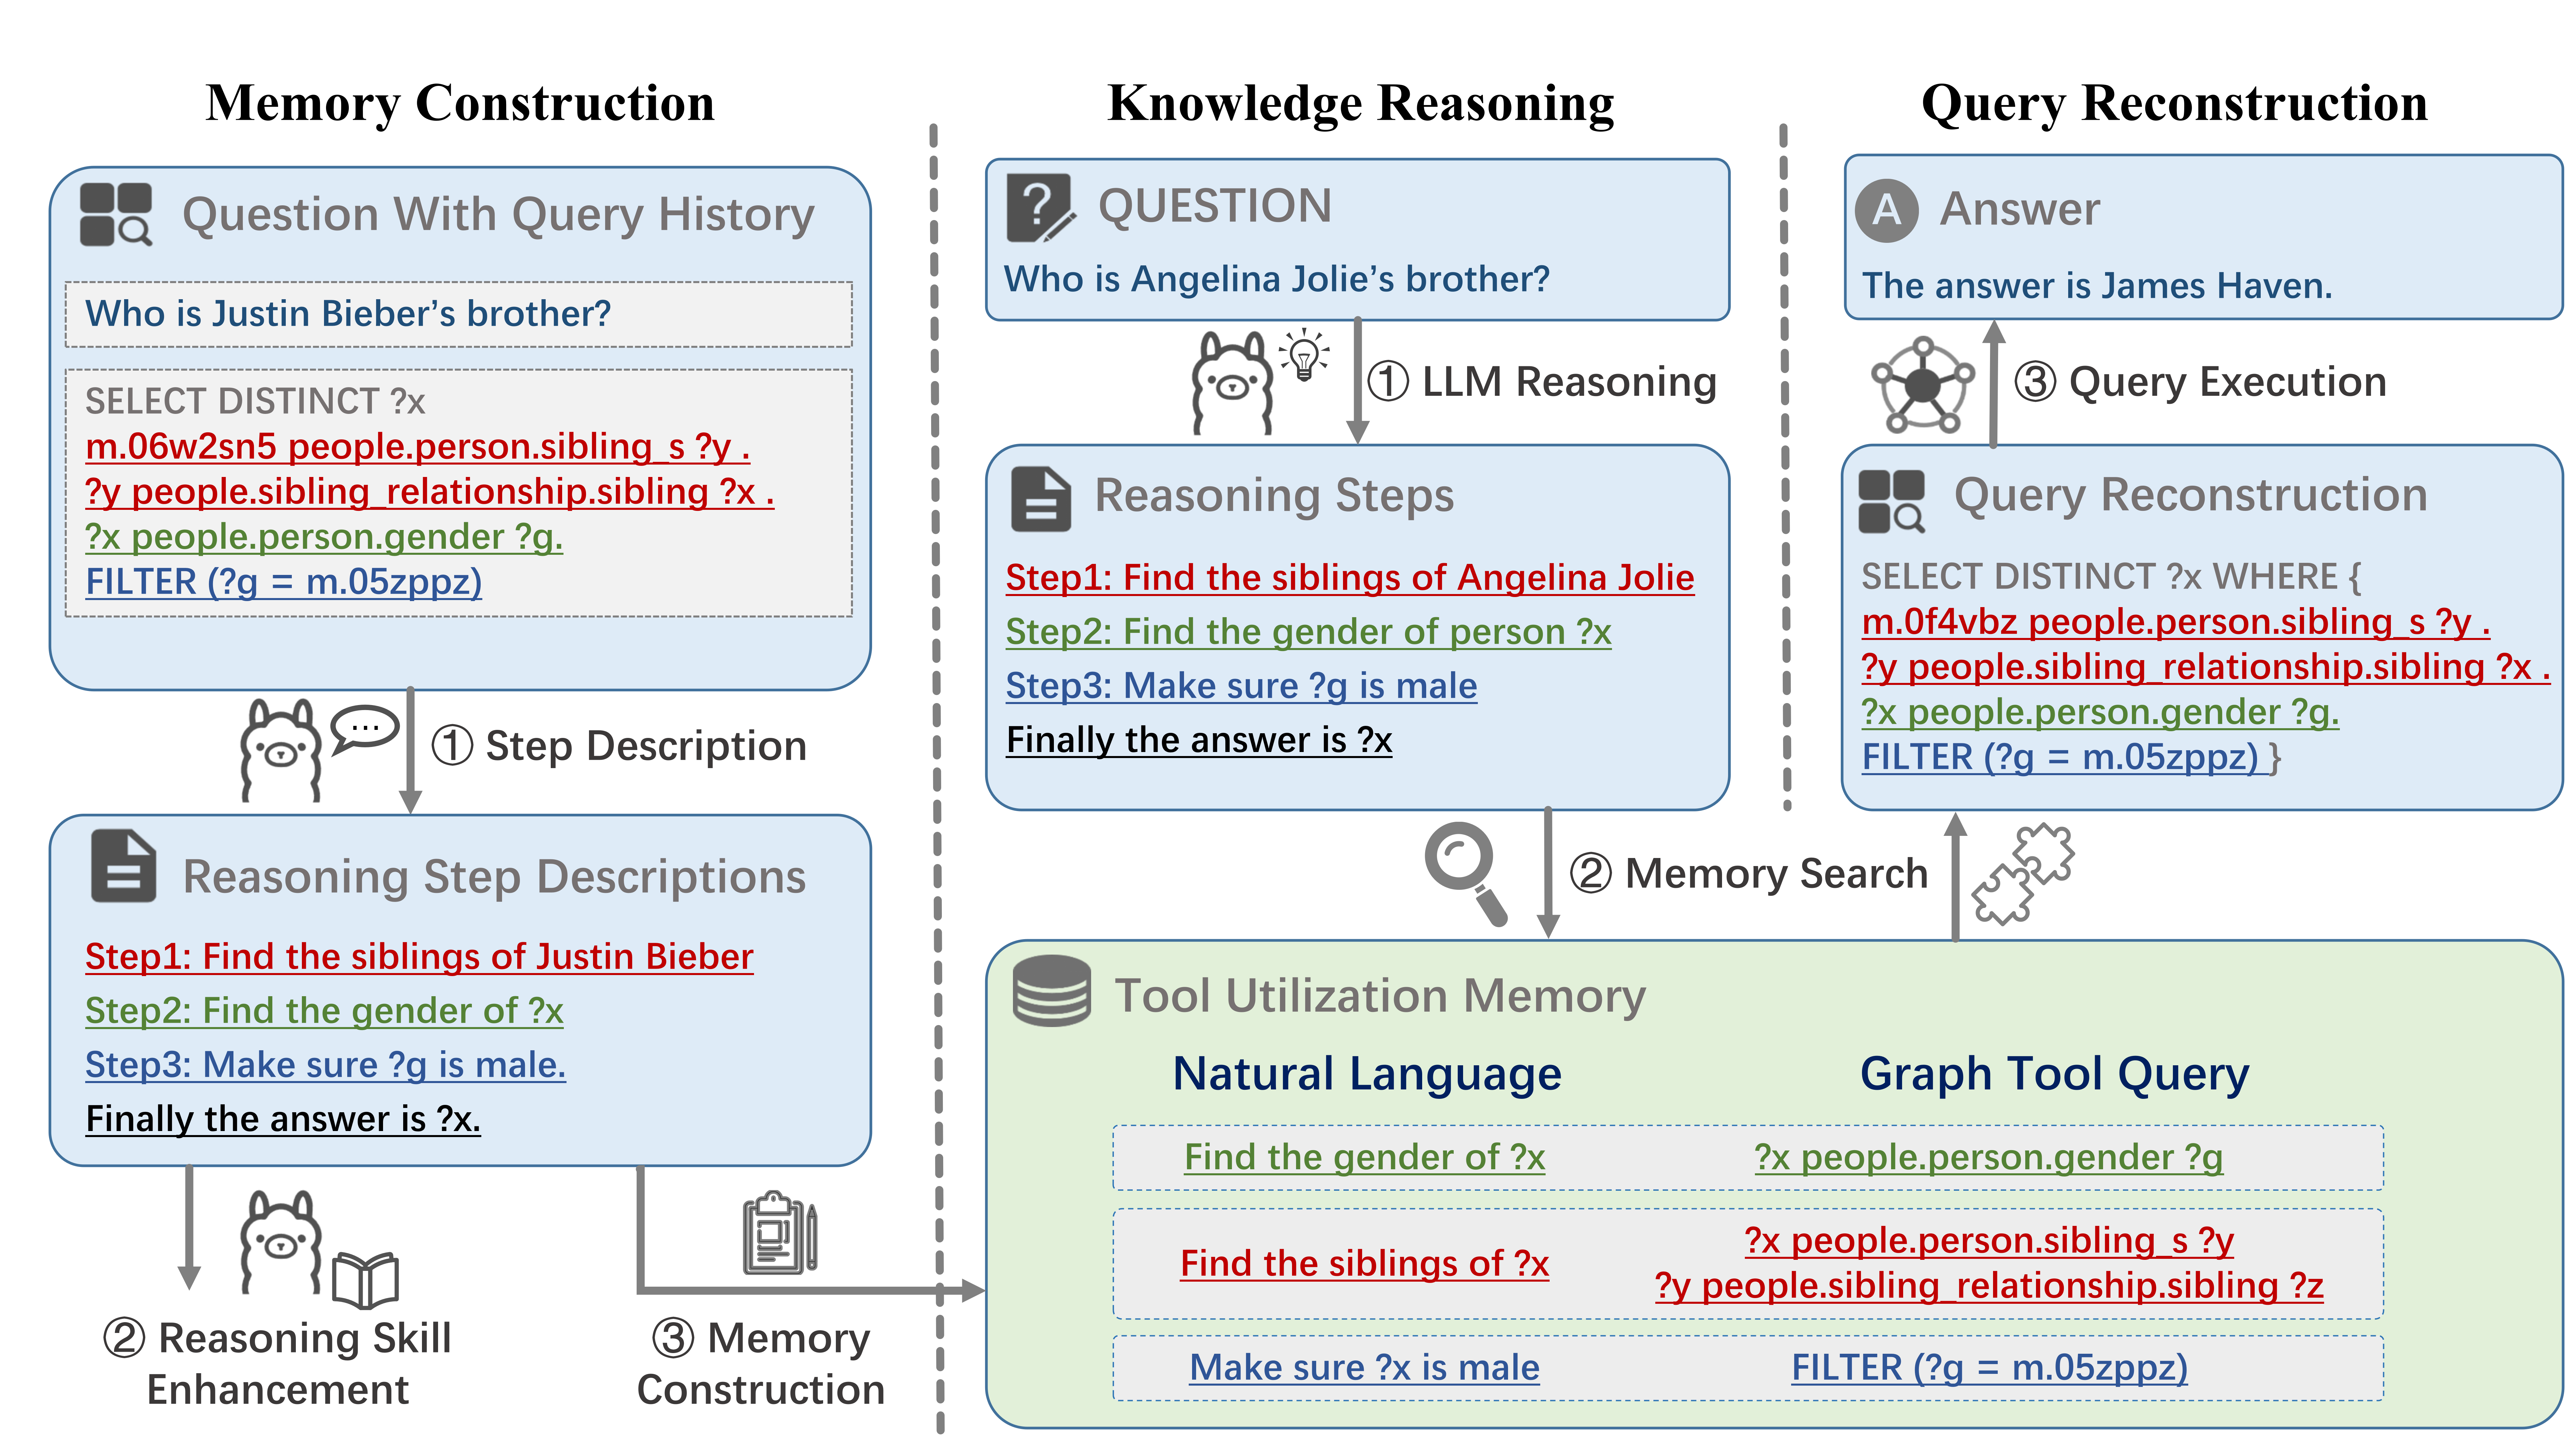 Memory Construction
Question With Query History
Who is Justin Bieber’s brother?
SELECT DISTINCT ?x
m.06w2sn5 people.person.sibling_s ?y .
?y people.sibling_relationship.sibling ?x .
?x people.person.gender ?g.
FILTER (?g = m.05zppz)
① Step Description
Reasoning Step Descriptions
Step1: Find the siblings of Justin Bieber
Step2: Find the gender of ?x
Step3: Make sure ?g is male.
Finally the answer is ?x.
② Reasoning Skill
Enhancement
③ Memory
Construction
Knowledge Reasoning
QUESTION
Who is Angelina Jolie’s brother?
① LLM Reasoning
Reasoning Steps
Step1: Find the siblings of Angelina Jolie
Step2: Find the gender of person ?x
Step3: Make sure ?g is male
Finally the answer is ?x
② Memory Search
Tool Utilization Memory
Natural Language
Graph Tool Query
Find the gender of ?x
?x people.person.gender ?g
Find the siblings of ?x
?x people.person.sibling_s ?y
?y people.sibling_relationship.sibling ?z
Make sure ?x is male
FILTER (?g = m.05zppz)
Query Reconstruction
A Answer
The answer is James Haven.
③ Query Execution
Query Reconstruction
SELECT DISTINCT ?x WHERE {
m.0f4vbz people.person.sibling_s ?y .
?y people.sibling_relationship.sibling ?x .
?x people.person.gender ?g.
FILTER (?g = m.05zppz) }